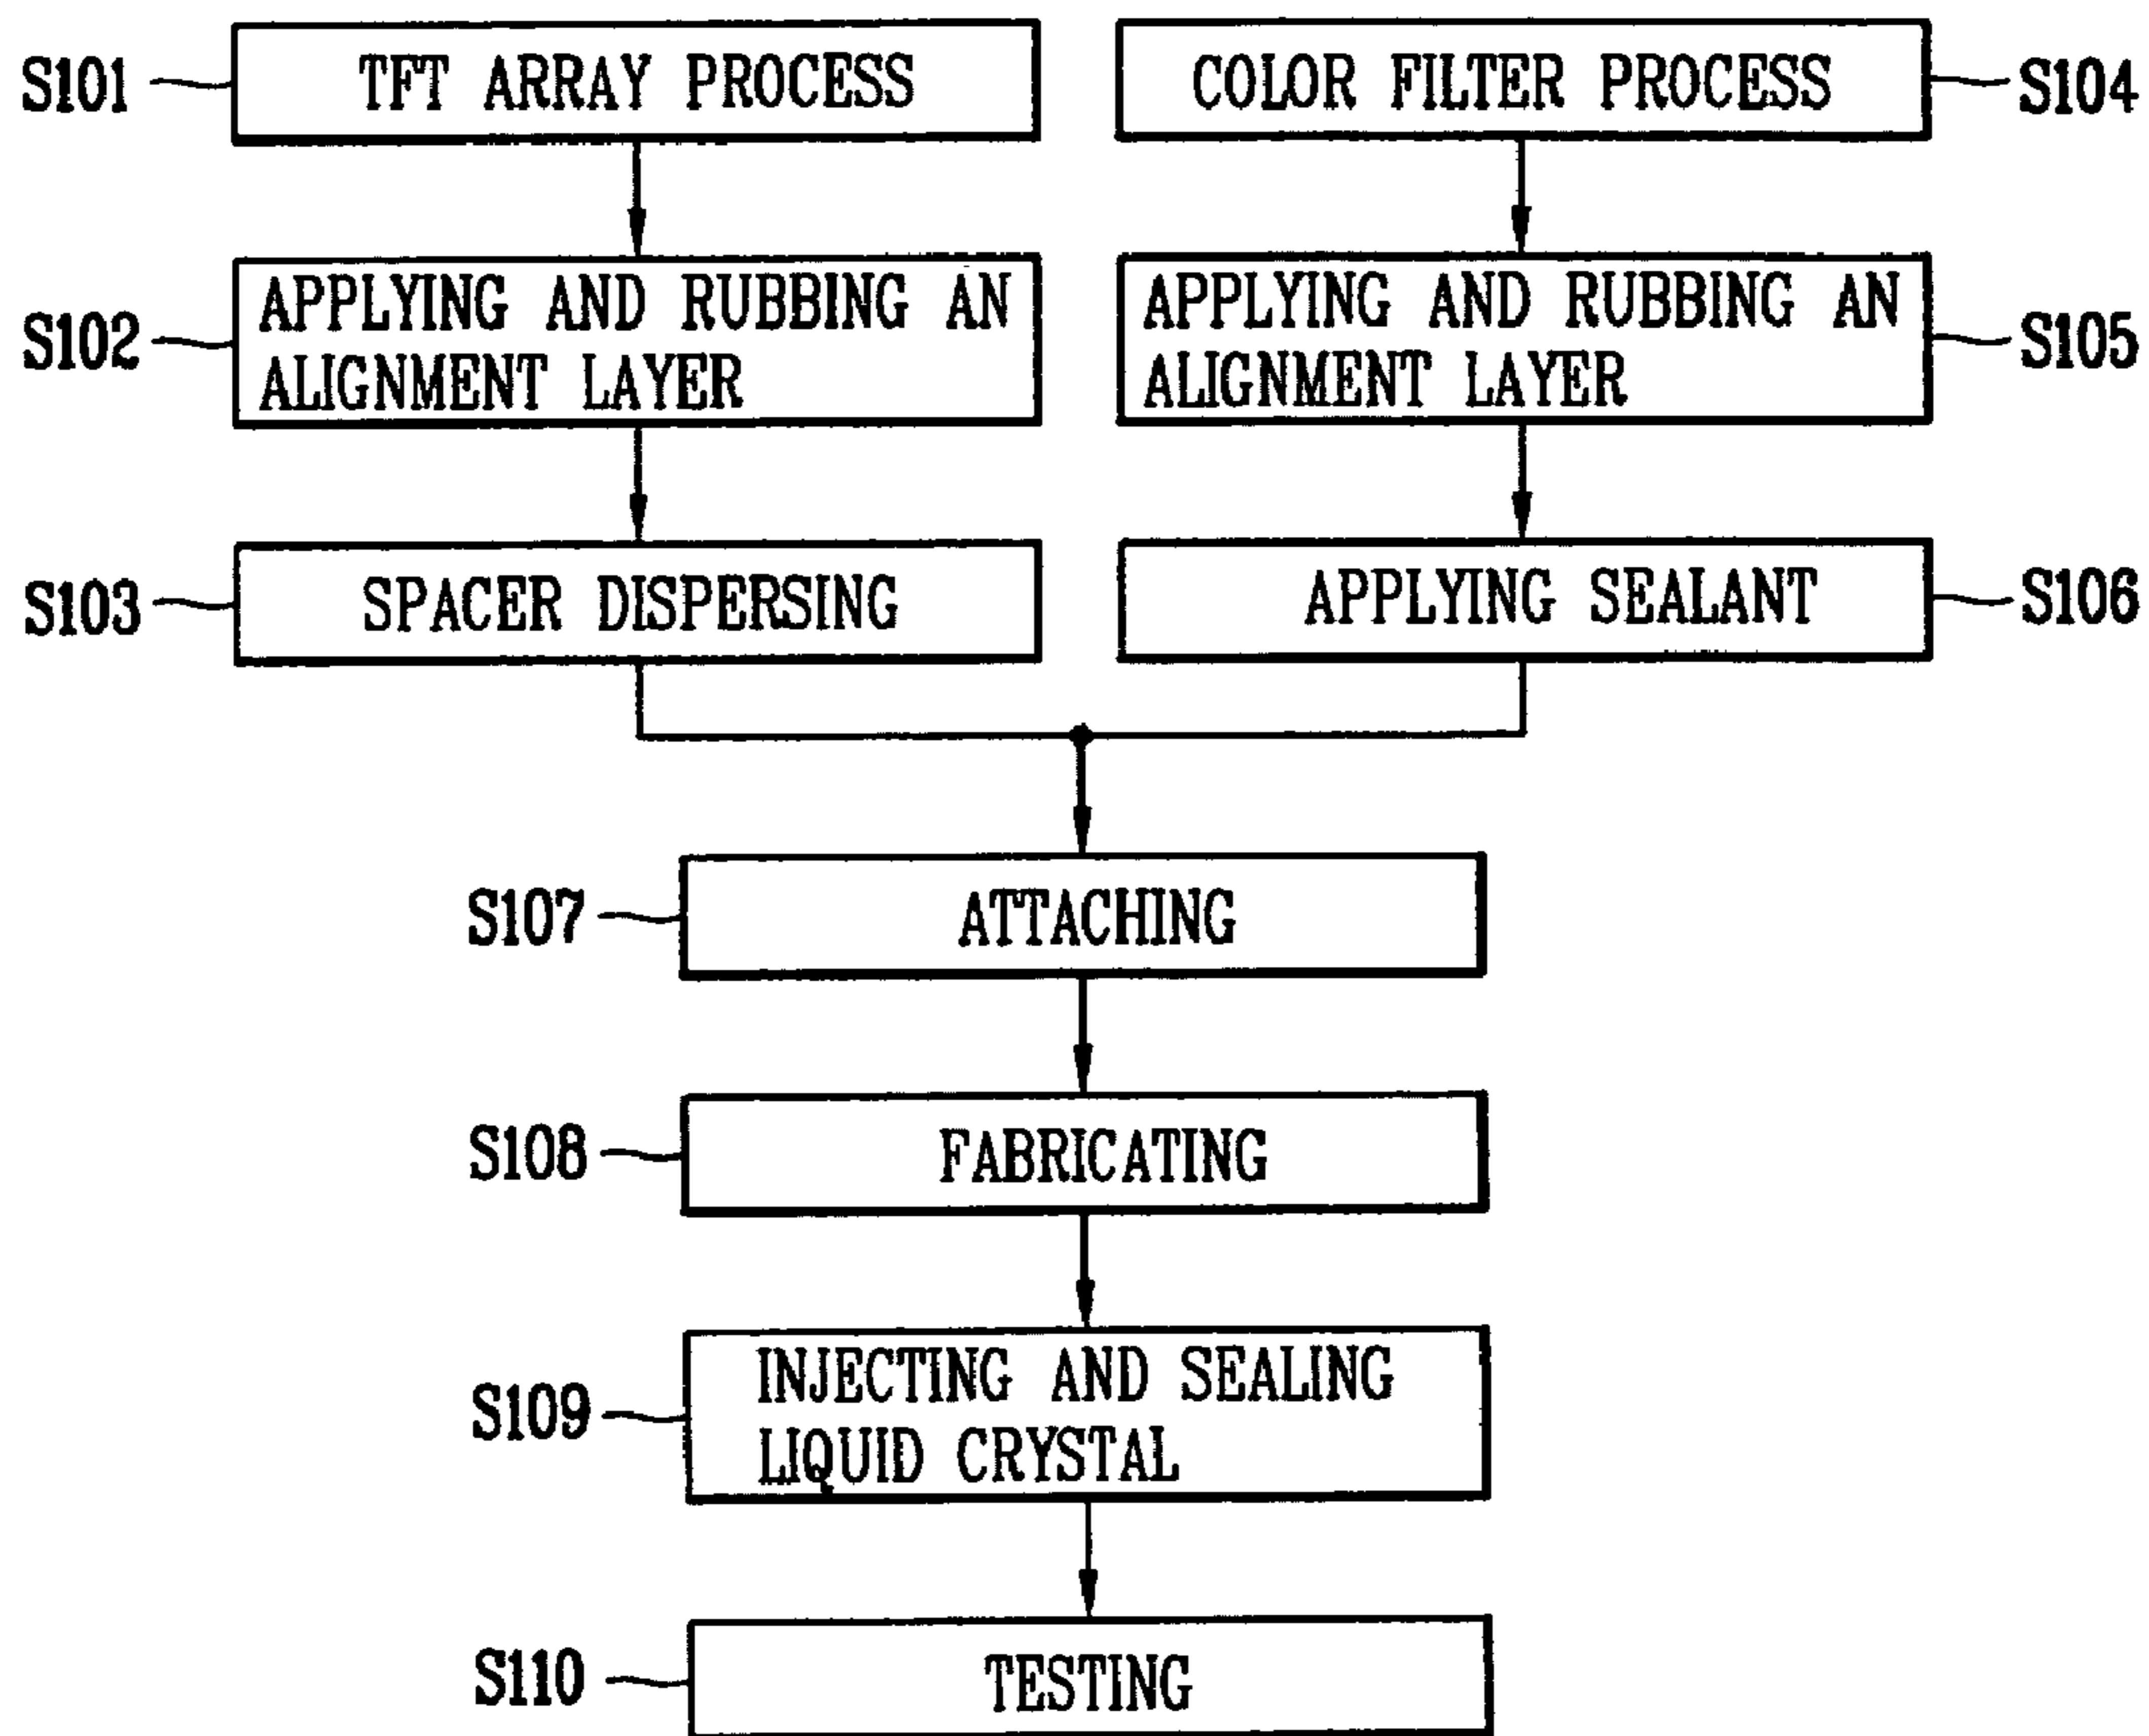 S101
TFT ARRAY PROCESS
COLOR FILTER PROCESS
S104
S102
APPLYING AND RUBBING AN
ALIGNMENT LAYER
APPLYING AND RUBBING AN
ALIGNMENT LAYER
S105
S103
SPACER DISPERSING
APPLYING SEALANT
S106
S107
ATTACHING
S108
FABRICATING
S109
INJECTING AND SEALING
LIQUID CRYSTAL
S110
TESTING